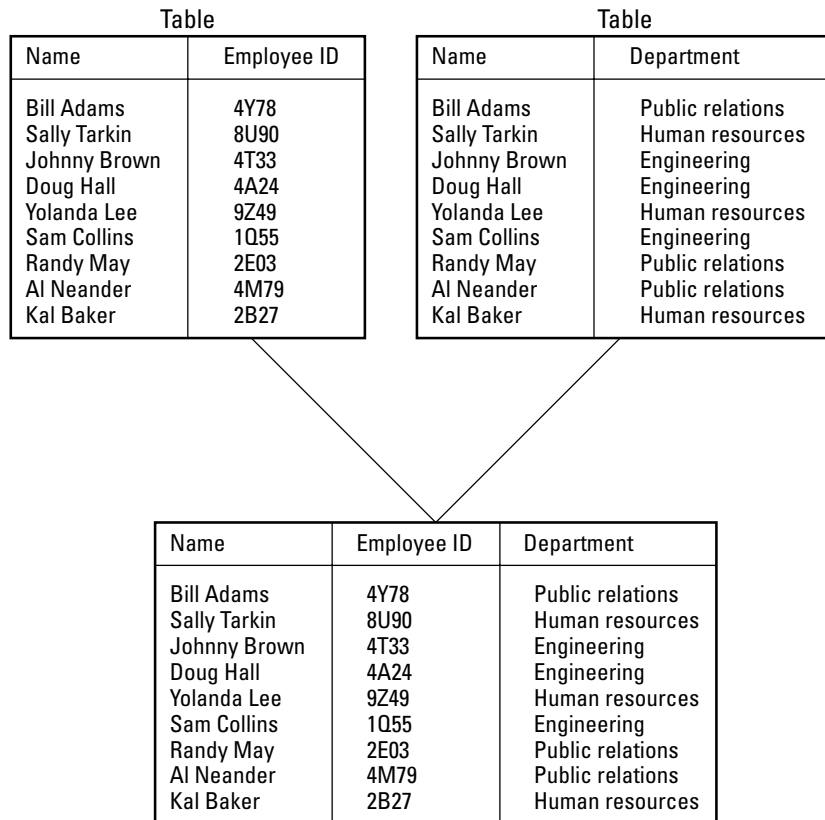 Table
Name Employee ID
Bill Adams 4Y78
Sally Tarkin 8U90
Johnny Brown 4T33
Doug Hall 4A24
Yolanda Lee 9Z49
Sam Collins 1Q55
Randy May 2E03
Al Neander 4M79
Kal Baker 2B27
Table
Name Department
Bill Adams Public relations
Sally Tarkin Human resources
Johnny Brown Engineering
Doug Hall Engineering
Yolanda Lee Human resources
Sam Collins Engineering
Randy May Public relations
Al Neander Public relations
Kal Baker Human resources
Name Employee ID Department
Bill Adams 4Y78 Public relations
Sally Tarkin 8U90 Human resources
Johnny Brown 4T33 Engineering
Doug Hall 4A24 Engineering
Yolanda Lee 9Z49 Human resources
Sam Collins 1Q55 Engineering
Randy May 2E03 Public relations
Al Neander 4M79 Public relations
Kal Baker 2B27 Human resources